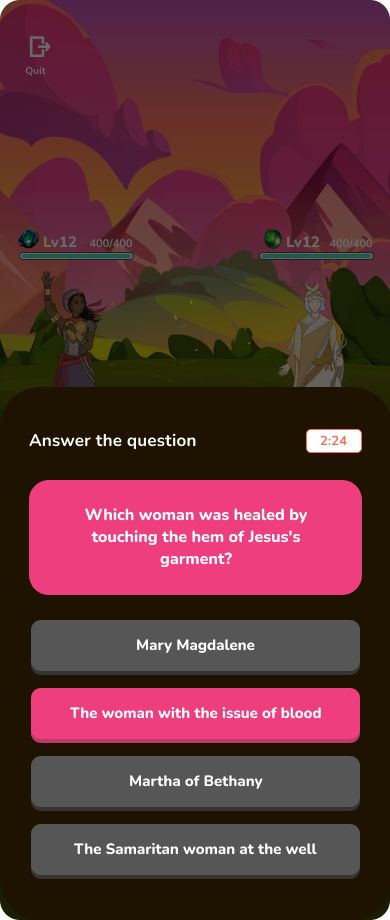 Quit
Lv12 400/400
Lv12 400/400
Answer the question
2:24
Which woman was healed by
touching the hem of Jesus's
garment?
Mary Magdalene
The woman with the issue of blood
Martha of Bethany
The Samaritan woman at the well